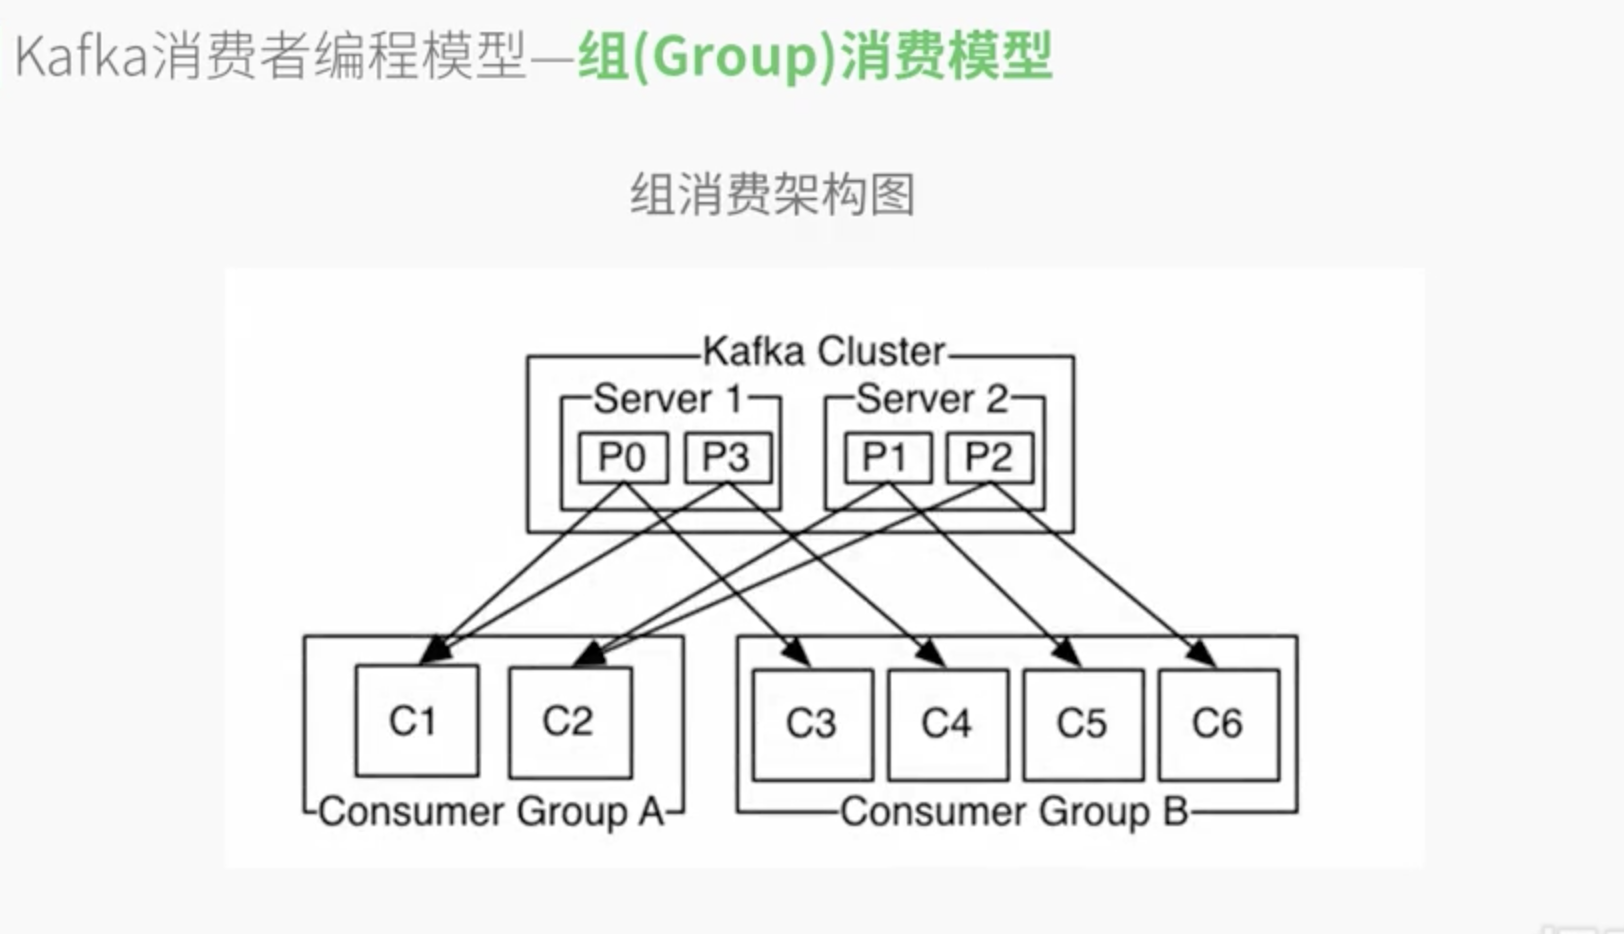 Kafka消费者编程模型—组(Group)消费模型
组消费架构图
Kafka Cluster
Server 1 Server 2
P0 P3 P1 P2
C1 C2 C3 C4 C5 C6
Consumer Group A Consumer Group B